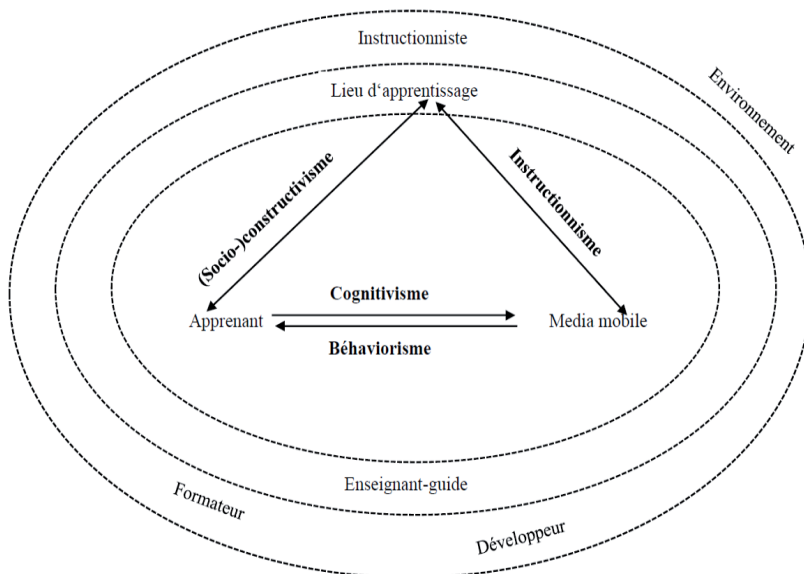 Instructionniste
Environnement
Lieu d‘apprentissage
(Socio-)constructivisme
Instructionnisme
Cognitivisme
Apprenant
Media mobile
Béhaviorisme
Enseignant-guide
Formateur
Développeur